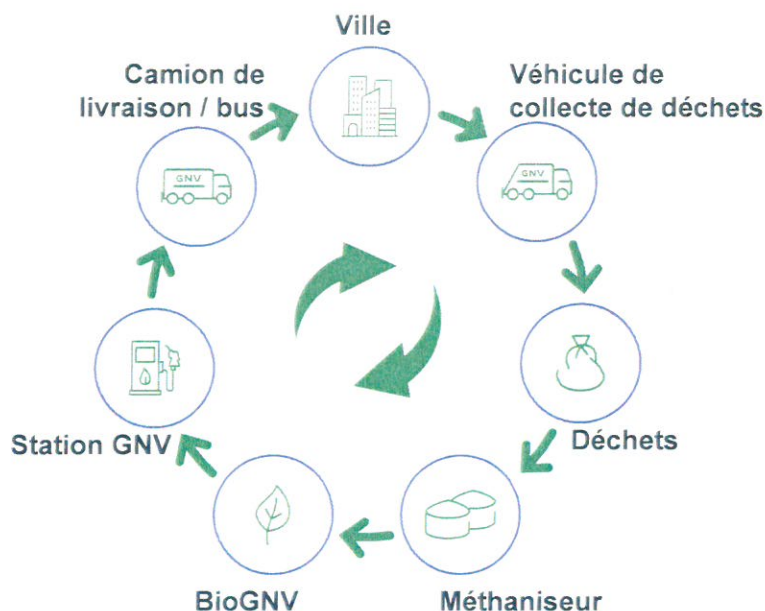 Ville
Véhicule de
collecte de déchets
GNV
Déchets
Méthaniseur
BioGNV
Station GNV
Camion de
livraison / bus
GNV